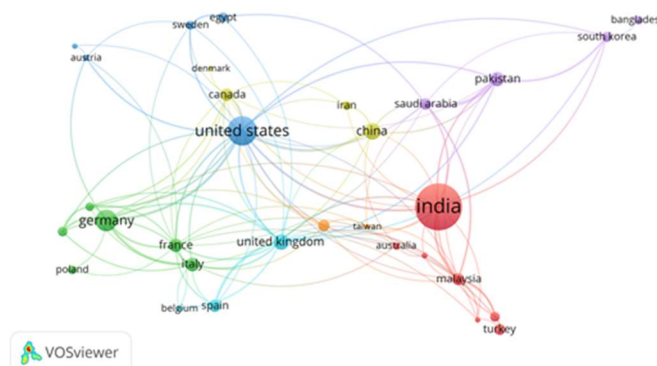 egypt
sweden
bangladesh
south korea
austria
denmark
pakistan
canada
iran
saudi arabia
united states
china
india
germany
taiwan
france
united kingdom
australia
italy
poland
malaysia
belgium
spain
turkey
VOSviewer